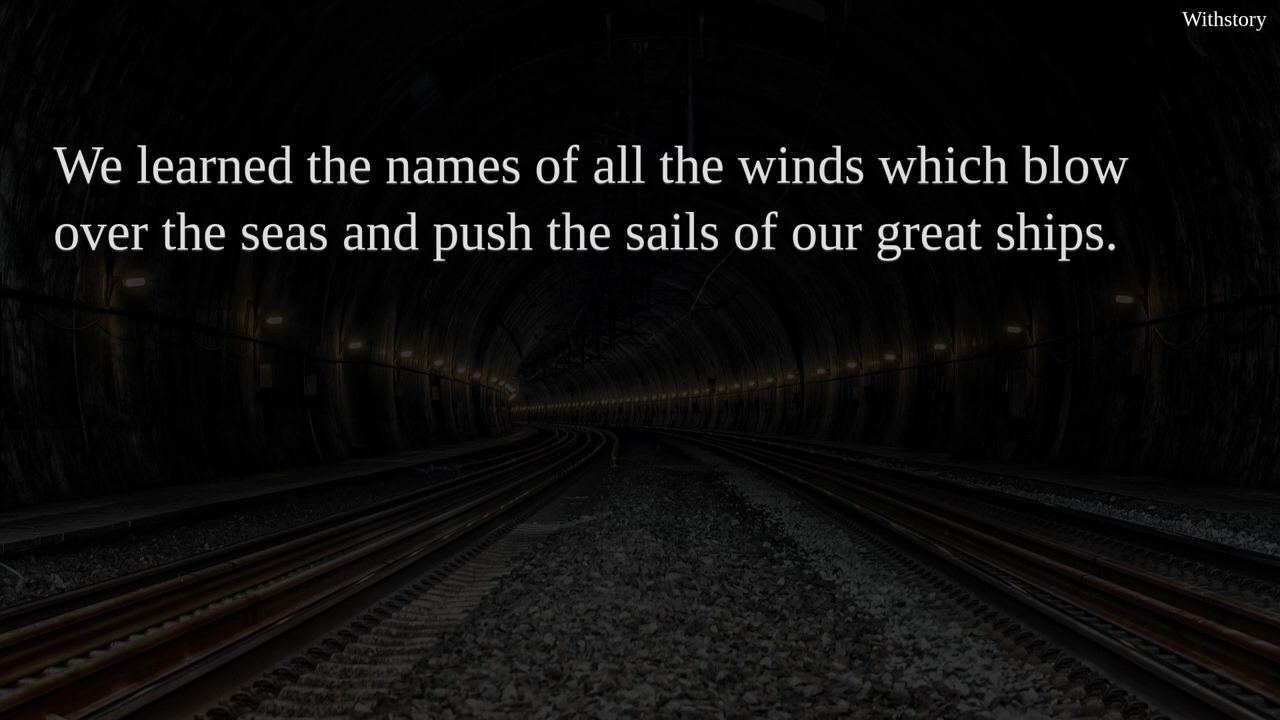 Withstory
We learned the names of all the winds which blow
over the seas and push the sails of our great ships.